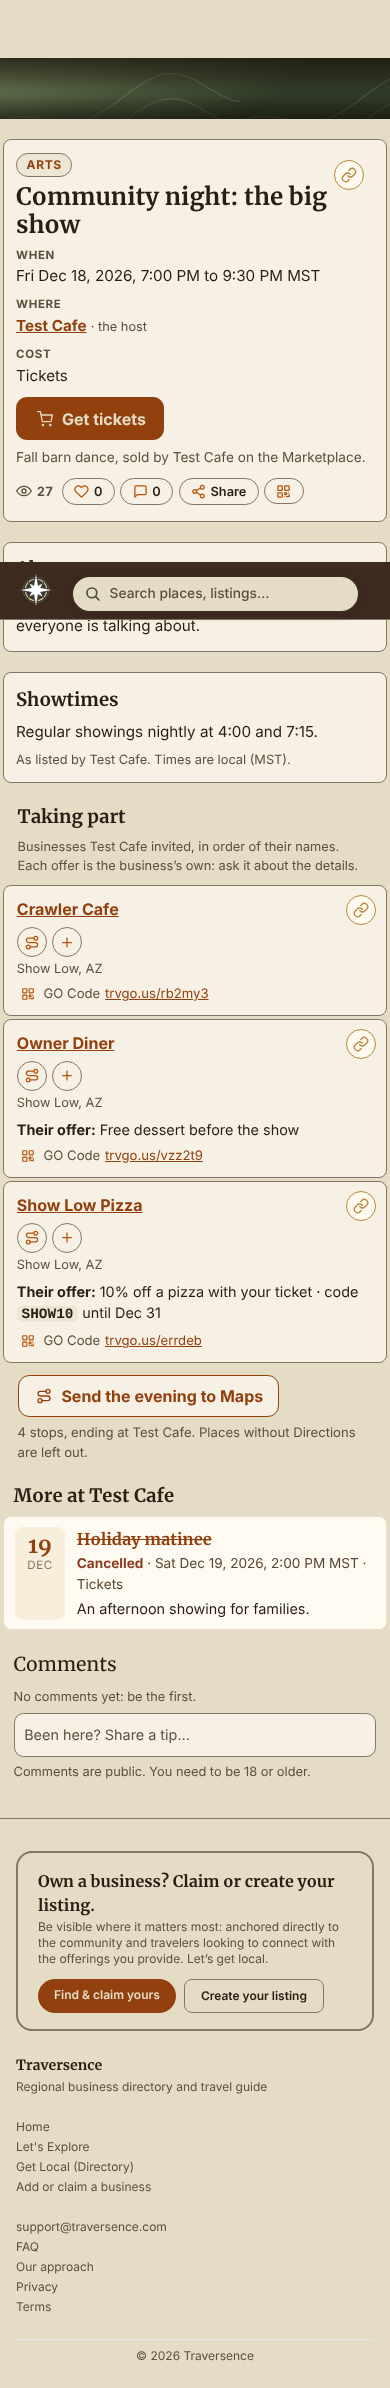 ARTS
Community night: the big
show
WHEN
Fri Dec 18, 2026, 7:00 PM to 9:30 PM MST
WHERE
Test Cafe · the host
COST
Tickets
Get tickets
Fall barn dance, sold by Test Cafe on the Marketplace.
27 0 0 Share
Search places, listings...
everyone is talking about.
Showtimes
Regular showings nightly at 4:00 and 7:15.
As listed by Test Cafe. Times are local (MST).
Taking part
Businesses Test Cafe invited, in order of their names.
Each offer is the business’s own: ask it about the details.
Crawler Cafe
Show Low, AZ
GO Code trvgo.us/rb2my3
Owner Diner
Show Low, AZ
Their offer: Free dessert before the show
GO Code trvgo.us/vzz2t9
Show Low Pizza
Show Low, AZ
Their offer: 10% off a pizza with your ticket · code
SHOW10 until Dec 31
GO Code trvgo.us/errdeb
Send the evening to Maps
4 stops, ending at Test Cafe. Places without Directions
are left out.
More at Test Cafe
19
DEC
Holiday matinee
Cancelled · Sat Dec 19, 2026, 2:00 PM MST ·
Tickets
An afternoon showing for families.
Comments
No comments yet: be the first.
Been here? Share a tip...
Comments are public. You need to be 18 or older.
Own a business? Claim or create your
listing.
Be visible where it matters most: anchored directly to
the community and travelers looking to connect with
the offerings you provide. Let’s get local.
Find & claim yours
Create your listing
Traversence
Regional business directory and travel guide
Home
Let's Explore
Get Local (Directory)
Add or claim a business
support@traversence.com
FAQ
Our approach
Privacy
Terms
© 2026 Traversence